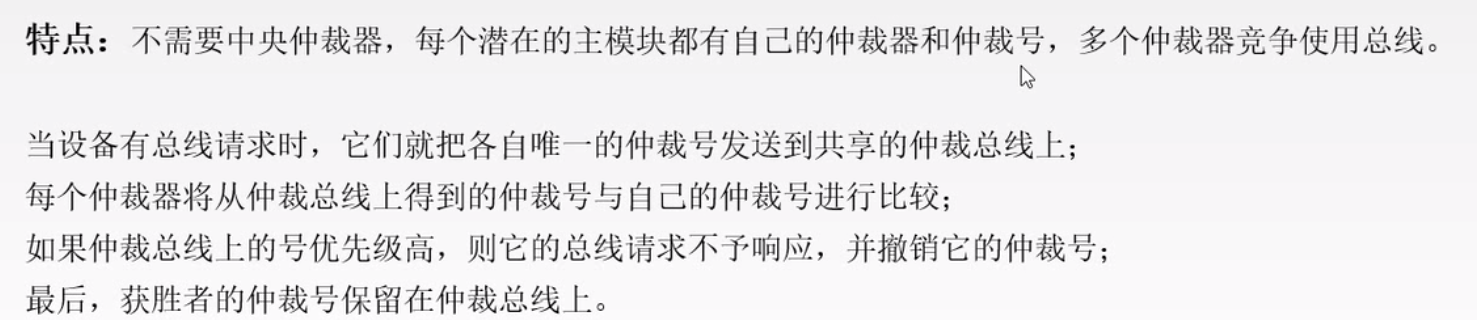 特点：不需要中央仲裁器，每个潜在的主模块都有自己的仲裁器和仲裁号，多个仲裁器竞争使用总线。
当设备有总线请求时，它们就把各自唯一的仲裁号发送到共享的仲裁总线上；
每个仲裁器将从仲裁总线上得到的仲裁号与自己的仲裁号进行比较；
如果仲裁总线上的号优先级高，则它的总线请求不予响应，并撤销它的仲裁号；
最后，获胜者的仲裁号保留在仲裁总线上。